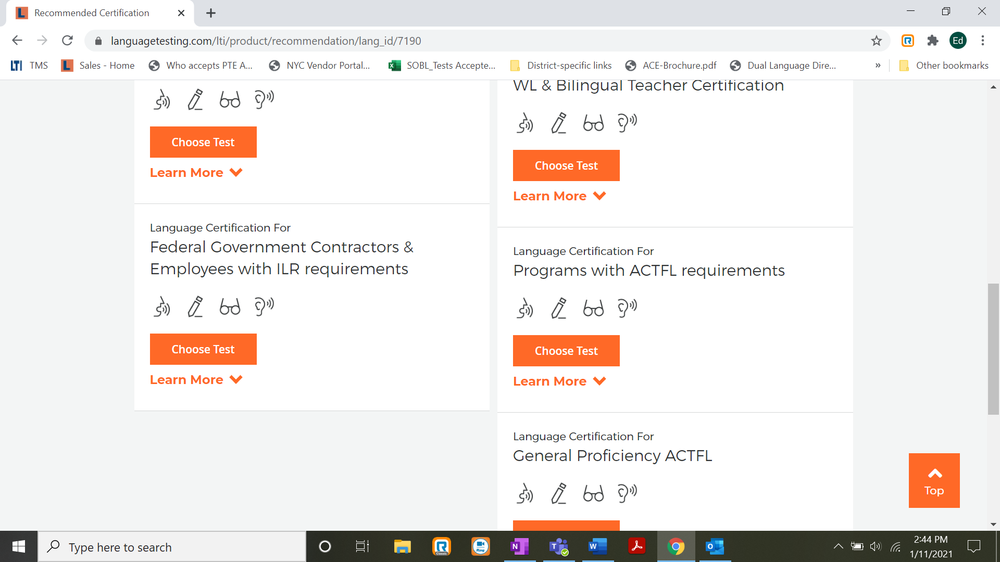 Recommended Certification
languagetesting.com/lti/product/recommendation/lang_id/7190
Ed
LTI TMS
L Sales - Home
Who accepts PTE A...
NYC Vendor Portal...
SOBL_Tests Accepte...
District-specific links
ACE-Brochure.pdf
Dual Language Dire...
»
Other bookmarks
Choose Test
Learn More
Language Certification For
Federal Government Contractors &
Employees with ILR requirements
Choose Test
Learn More
WL & Bilingual Teacher Certification
Choose Test
Learn More
Language Certification For
Programs with ACTFL requirements
Choose Test
Learn More
Language Certification For
General Proficiency ACTFL
Top
Type here to search
2:44 PM
1/11/2021